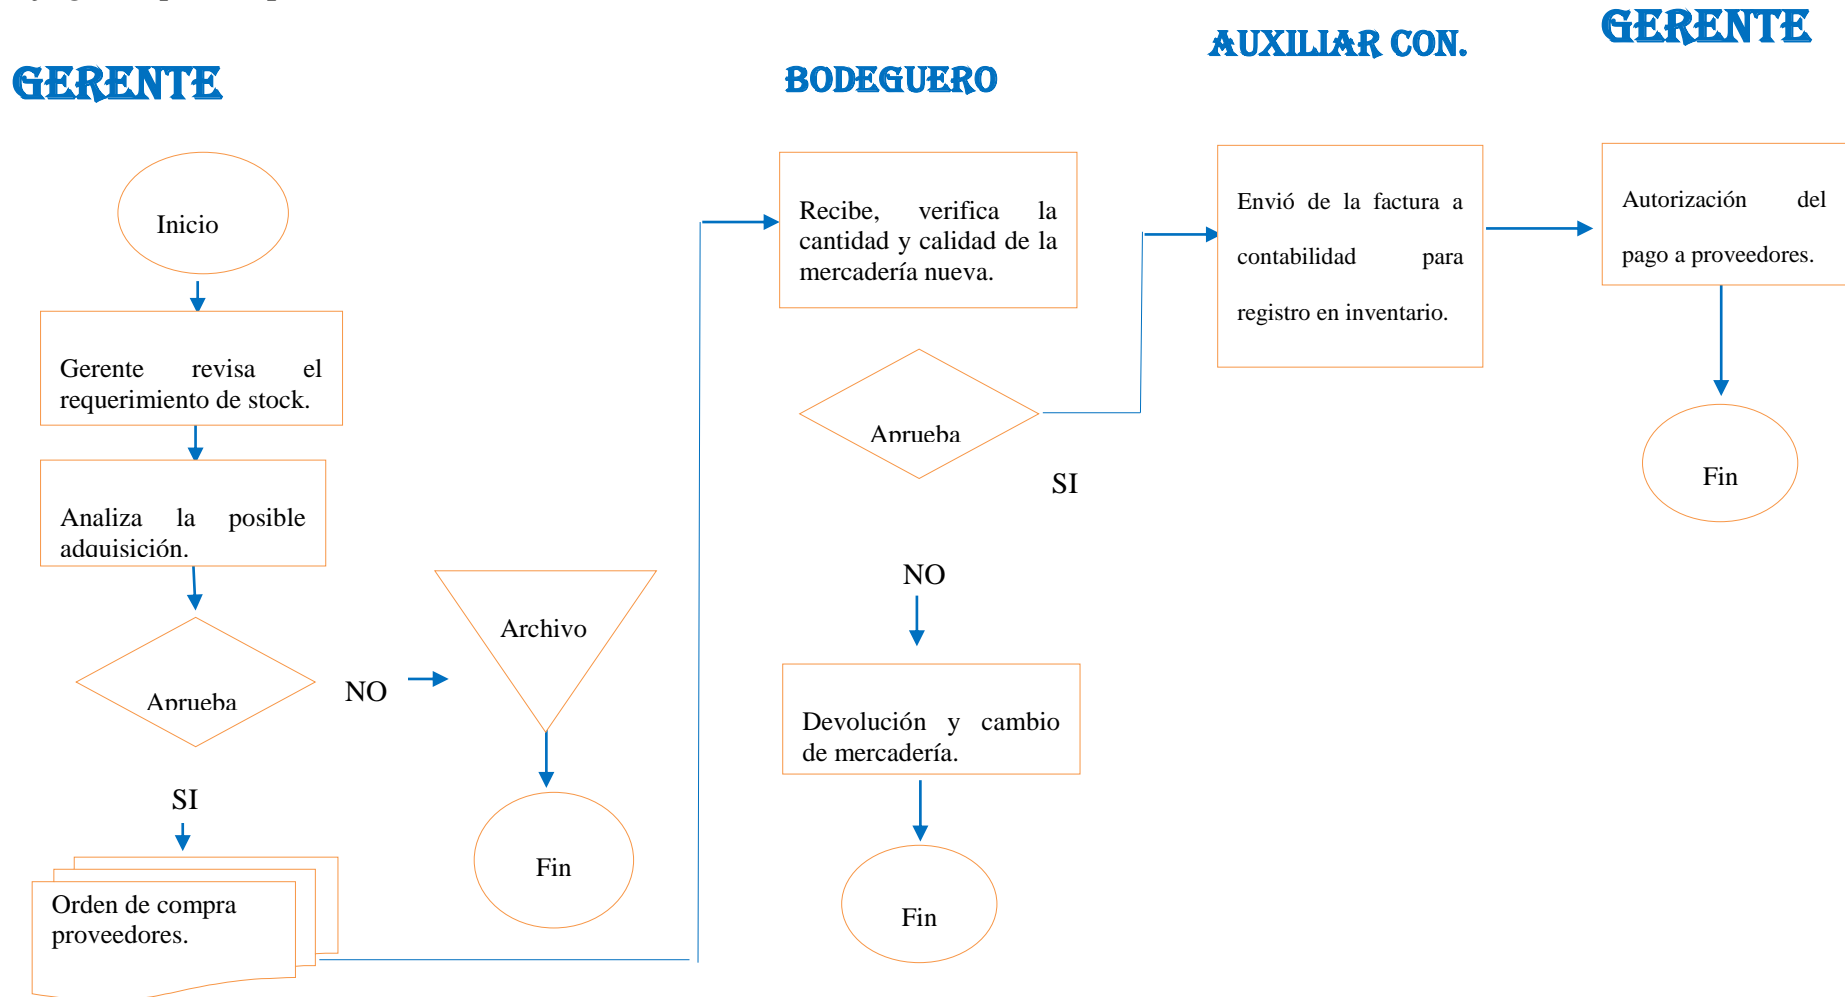 GERENTE
Inicio
Gerente revisa el
requerimiento de stock.
Analiza la posible
adquisición.
Aprueba
NO
Archivo
Fin
SI
Orden de compra
proveedores.
BODEGUERO
Recibe, verifica la
cantidad y calidad de la
mercadería nueva.
Aprueba
SI
NO
Devolución y cambio
de mercadería.
Fin
AUXILIAR CON.
Envió de la factura a
contabilidad para
registro en inventario.
GERENTE
Autorización del
pago a proveedores.
Fin